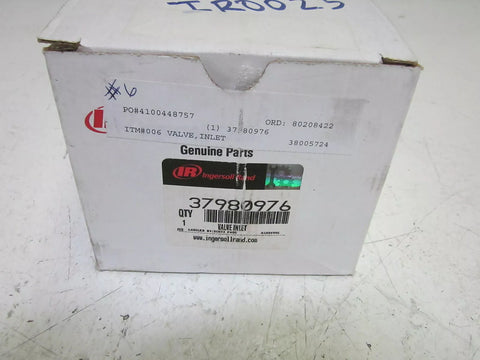 IR0025
#6
PO#4100448757 ORD: 80208422
(1) 37980976
ITM#006 VALVE,INLET 38005724
Genuine Parts
IR Ingersoll Rand
37980976
QTY
1
VALVE INLET
www.ingersollrand.com